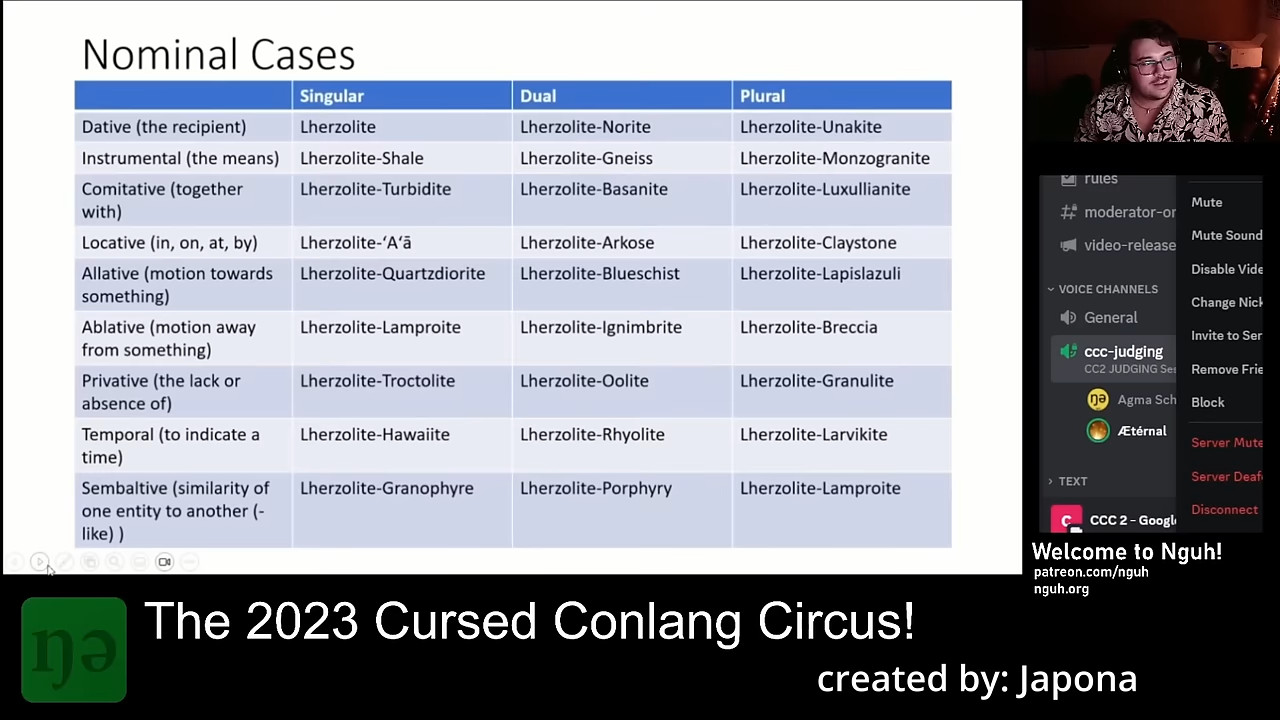 Nominal Cases
Singular Dual Plural
Dative (the recipient) Lherzolite Lherzolite-Norite Lherzolite-Unakite
Instrumental (the means) Lherzolite-Shale Lherzolite-Gneiss Lherzolite-Monzogranite
Comitative (together Lherzolite-Turbidite Lherzolite-Basanite Lherzolite-Luxullianite
with)
Locative (in, on, at, by) Lherzolite-ʻAʻā Lherzolite-Arkose Lherzolite-Claystone
Allative (motion towards Lherzolite-Quartzdiorite Lherzolite-Blueschist Lherzolite-Lapislazuli
something)
Ablative (motion away Lherzolite-Lamproite Lherzolite-Ignimbrite Lherzolite-Breccia
from something)
Privative (the lack or Lherzolite-Troctolite Lherzolite-Oolite Lherzolite-Granulite
absence of)
Temporal (to indicate a Lherzolite-Hawaiite Lherzolite-Rhyolite Lherzolite-Larvikite
time)
Sembaltive (similarity of Lherzolite-Granophyre Lherzolite-Porphyry Lherzolite-Lamproite
one entity to another (-
like) )
rules
moderator-or
video-release
VOICE CHANNELS
General
ccc-judging
CC2 JUDGING Se
ŋə Agma Sch
Ætérnal
TEXT
CCC 2 - Googl
Mute
Mute Sound
Disable Vide
Change Nick
Invite to Ser
Remove Frie
Block
Server Mute
Server Deaf
Disconnect
Welcome to Nguh!
patreon.com/nguh
nguh.org
ŋə
The 2023 Cursed Conlang Circus!
created by: Japona